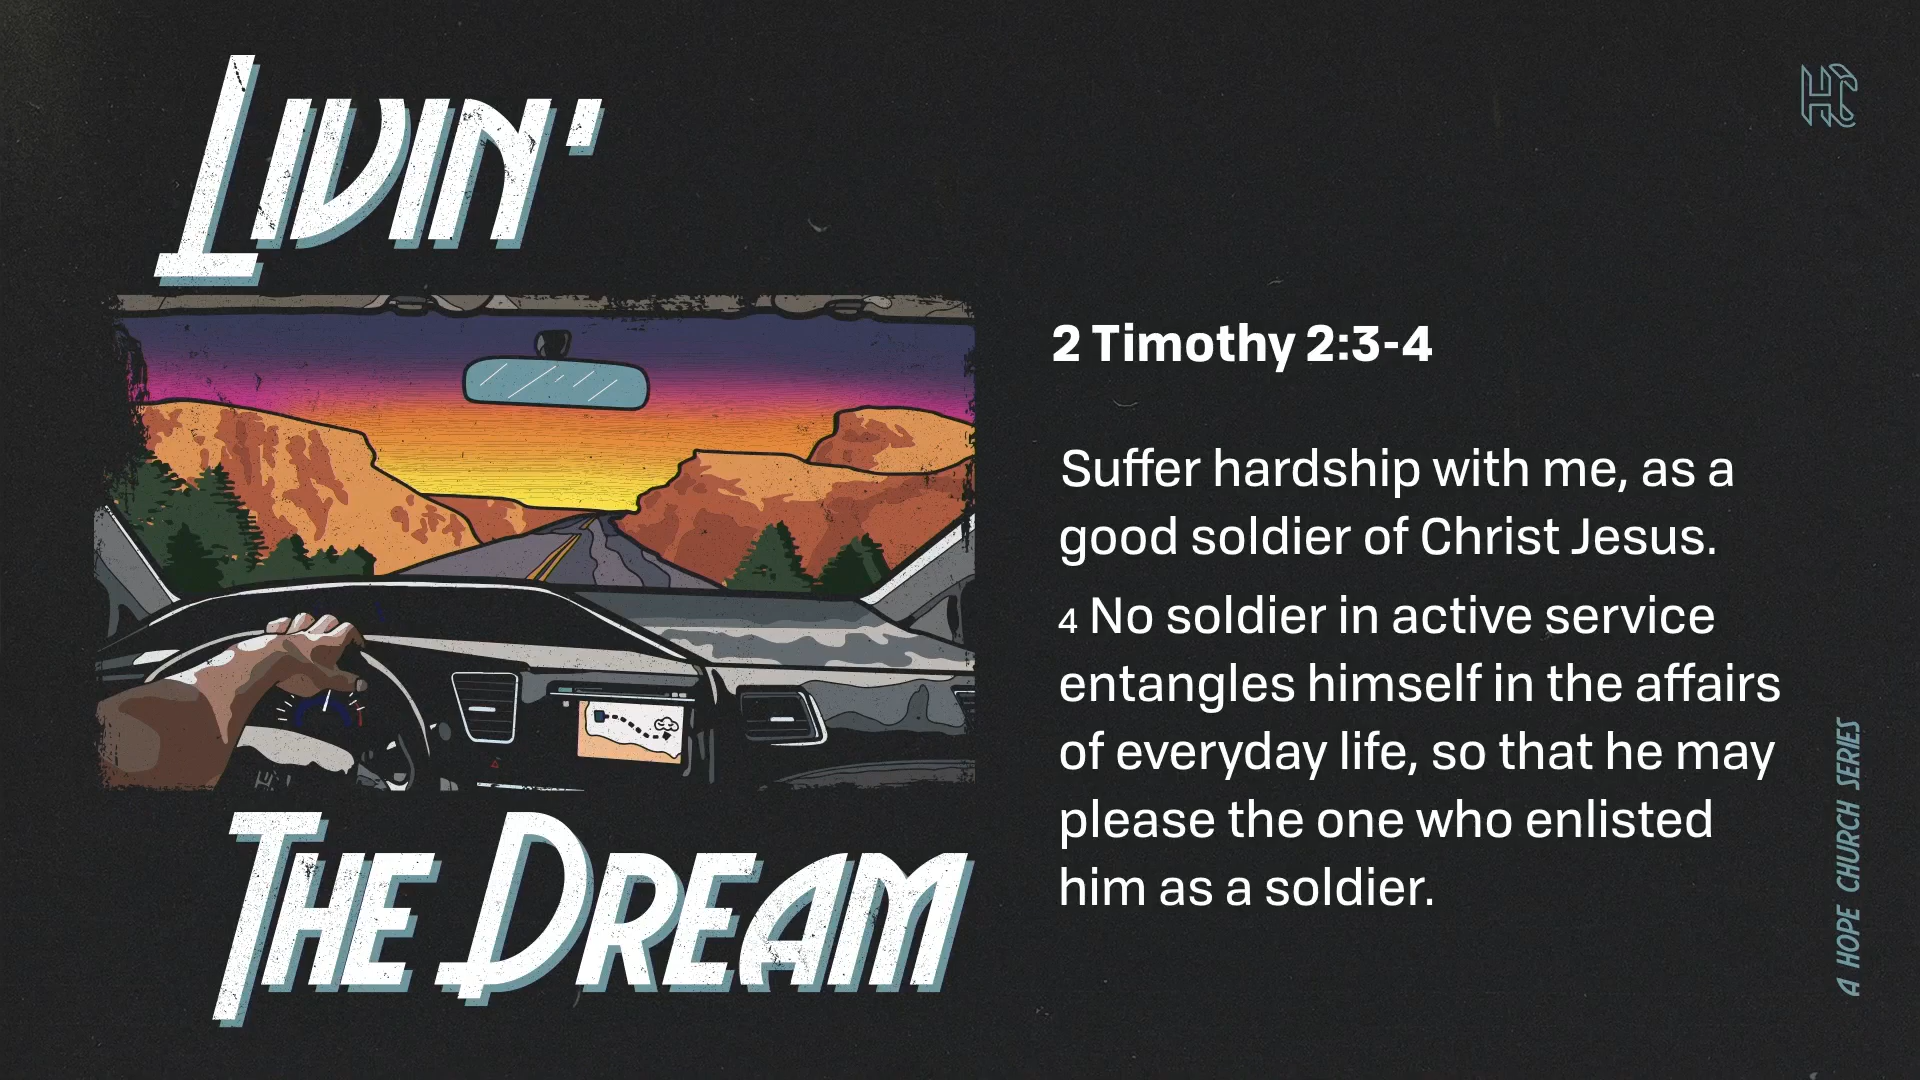 LIVIN'
THE DREAM
HC
2 Timothy 2:3-4
Suffer hardship with me, as a
good soldier of Christ Jesus.
4 No soldier in active service
entangles himself in the affairs
of everyday life, so that he may
please the one who enlisted
him as a soldier.
A HOPE CHURCH SERIES